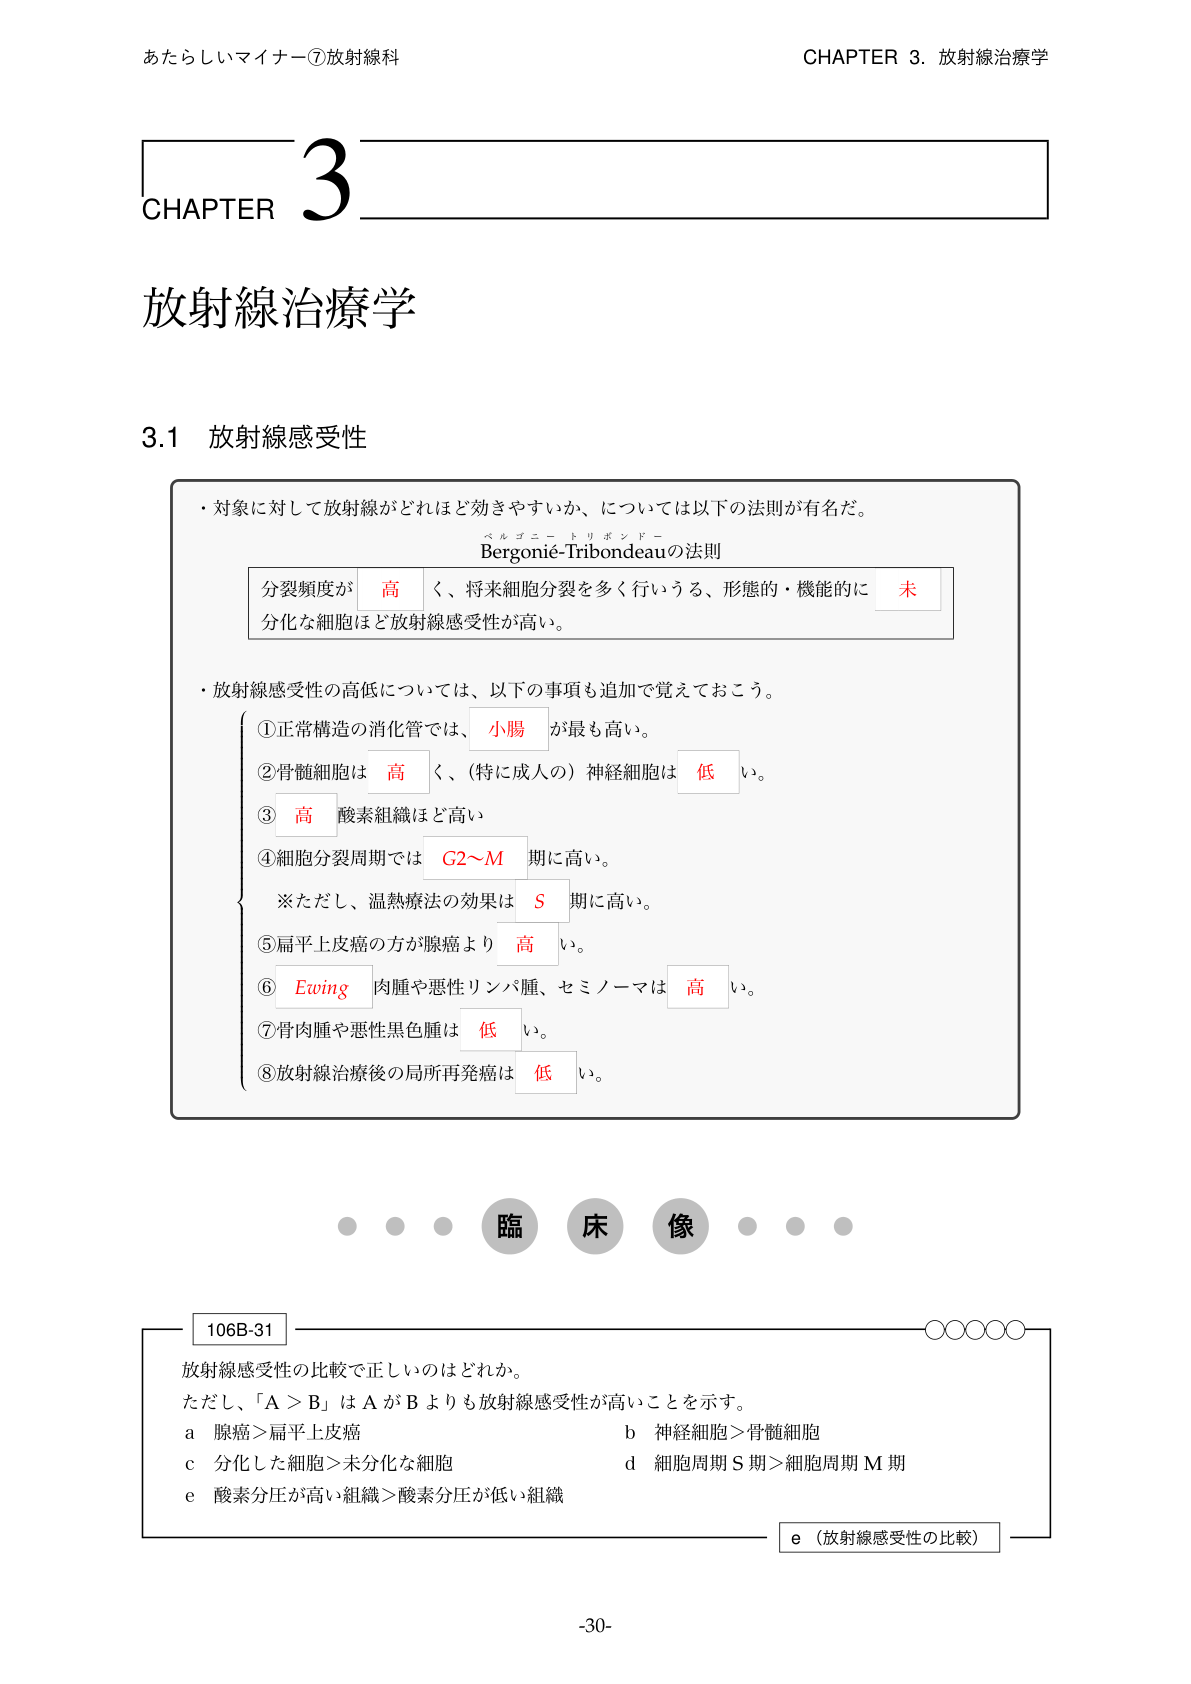 あたらしいマイナー⑦放射線科
CHAPTER 3. 放射線治療学
CHAPTER 3
放射線治療学
3.1 放射線感受性
・対象に対して放射線がどれほど効きやすいか、については以下の法則が有名だ。
ベルゴニー トリボンドー
Bergonié-Tribondeauの法則
分裂頻度が 高 く、将来細胞分裂を多く行いうる、形態的・機能的に 未
分化な細胞ほど放射線感受性が高い。
・放射線感受性の高低については、以下の事項も追加で覚えておこう。
①正常構造の消化管では、 小腸 が最も高い。
②骨髄細胞は 高 く、（特に成人の）神経細胞は 低 い。
③ 高 酸素組織ほど高い
④細胞分裂周期では G2〜M 期に高い。
※ただし、温熱療法の効果は S 期に高い。
⑤扁平上皮癌の方が腺癌より 高 い。
⑥ Ewing 肉腫や悪性リンパ腫、セミノーマは 高 い。
⑦骨肉腫や悪性黒色腫は 低 い。
⑧放射線治療後の局所再発癌は 低 い。
臨床像
106B-31
放射線感受性の比較で正しいのはどれか。
ただし、「A ＞ B」は A が B よりも放射線感受性が高いことを示す。
a 腺癌＞扁平上皮癌 b 神経細胞＞骨髄細胞
c 分化した細胞＞未分化な細胞 d 細胞周期 S 期＞細胞周期 M 期
e 酸素分圧が高い組織＞酸素分圧が低い組織
e （放射線感受性の比較）
-30-